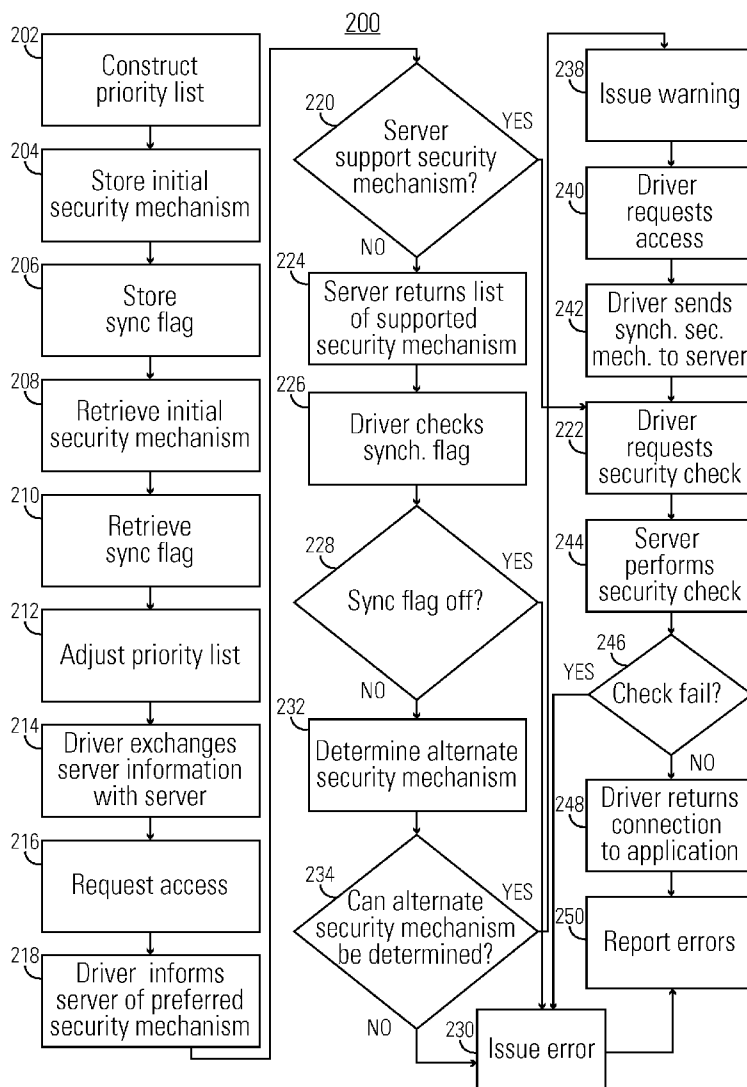 200
202
Construct
priority list
204
Store initial
security mechanism
206
Store
sync flag
208
Retrieve initial
security mechanism
210
Retrieve
sync flag
212
Adjust priority list
214
Driver exchanges
server information
with server
216
Request access
218
Driver informs
server of preferred
security mechanism
220
Server
support security
mechanism?
YES
NO
224
Server returns list
of supported
security mechanism
226
Driver checks
synch. flag
228
Sync flag off?
YES
NO
232
Determine alternate
security mechanism
234
Can alternate
security mechanism
be determined?
YES
NO
230
Issue error
238
Issue warning
240
Driver
requests
access
242
Driver sends
synch. sec.
mech. to server
222
Driver
requests
security check
244
Server
performs
security check
246
YES
Check fail?
NO
248
Driver returns
connection
to application
250
Report errors